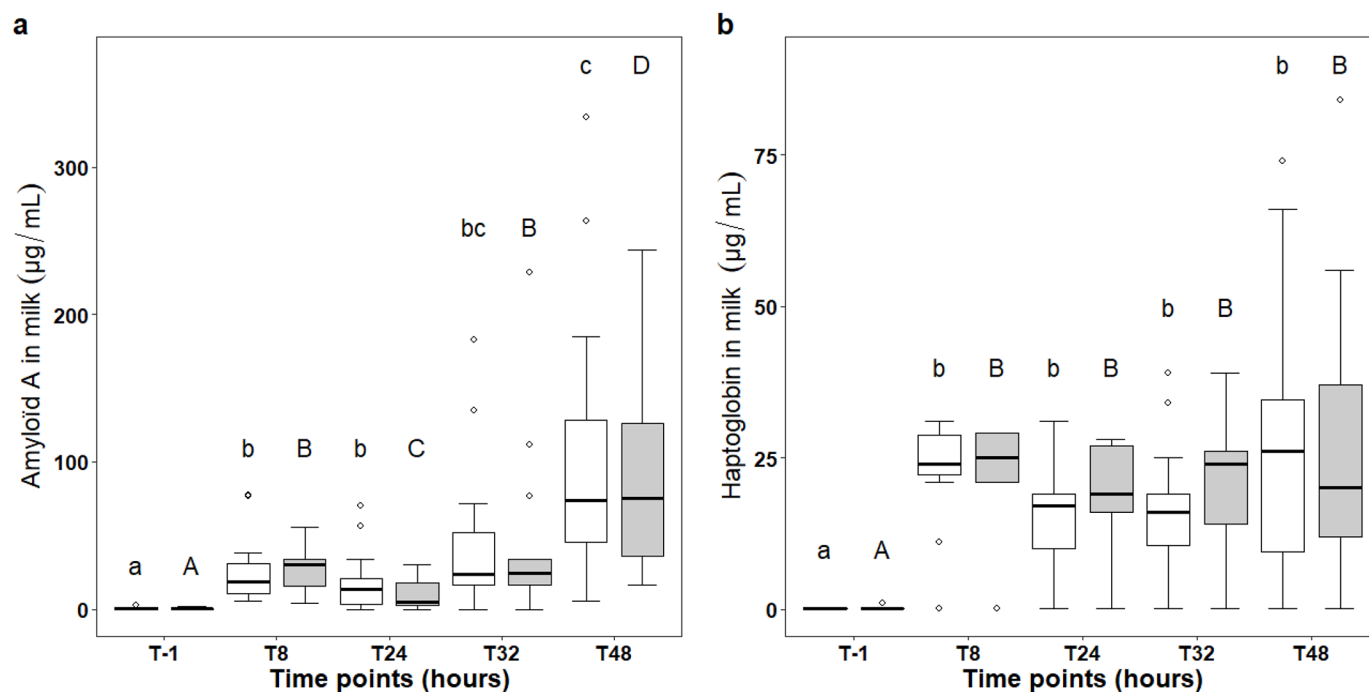 a
Amyloïd A in milk (µg/mL)
300
200
100
0
c D
bc B
b B b C
a A
T-1 T8 T24 T32 T48
Time points (hours)
b
Haptoglobin in milk (µg/mL)
75
50
25
0
b B
b B
b B b B
a A
T-1 T8 T24 T32 T48
Time points (hours)